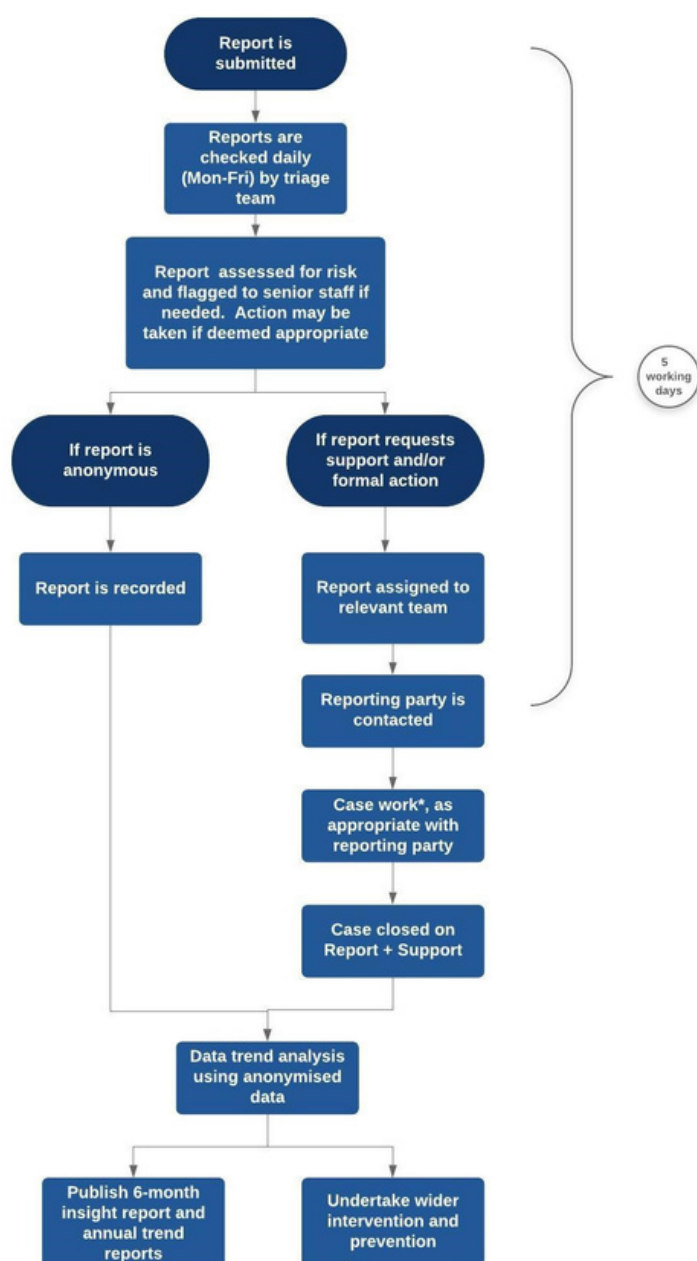 Report is
submitted
Reports are
checked daily
(Mon-Fri) by triage
team
Report assessed for risk
and flagged to senior staff if
needed. Action may be
taken if deemed appropriate
5
working
days
If report is
anonymous
If report requests
support and/or
formal action
Report is recorded
Report assigned to
relevant team
Reporting party is
contacted
Case work*, as
appropriate with
reporting party
Case closed on
Report + Support
Data trend analysis
using anonymised
data
Publish 6-month
insight report and
annual trend
reports
Undertake wider
intervention and
prevention